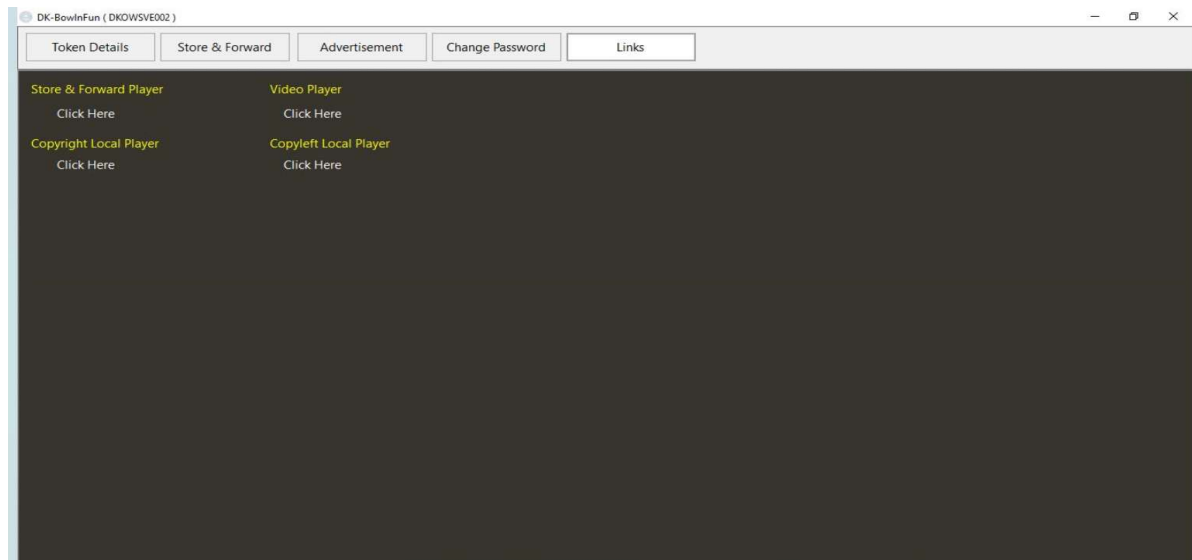 DK-BowInFun ( DKOWSVE002 )
Token Details Store & Forward Advertisement Change Password Links
Store & Forward Player Video Player
Click Here Click Here
Copyright Local Player Copyleft Local Player
Click Here Click Here